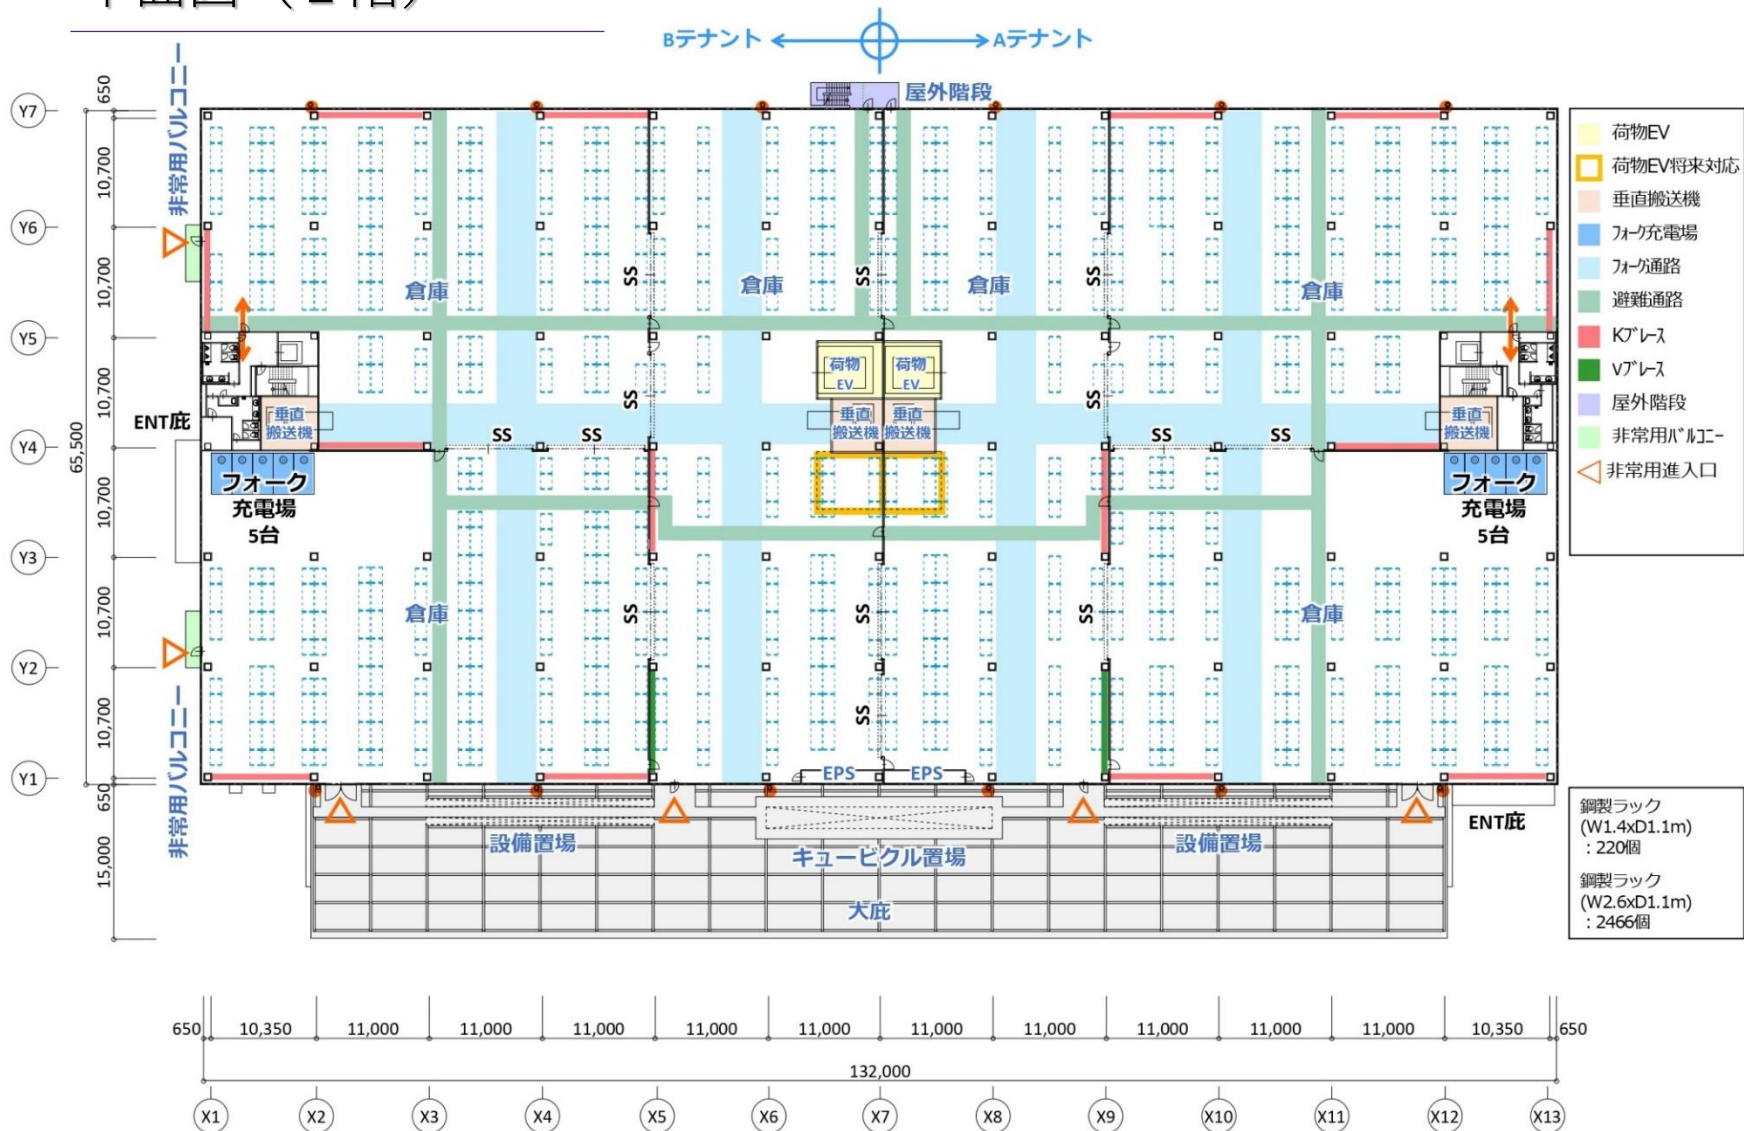 平面図（2階）
Bテナント
Aテナント
屋外階段
非常用バルコニー
荷物EV
荷物EV将来対応
垂直搬送機
フォーク充電場
フォーク通路
避難通路
Kブレース
Vブレース
屋外階段
非常用バルコニー
非常用進入口
Y7
Y6
Y5
Y4
Y3
Y2
Y1
650
10,700
10,700
10,700
10,700
10,700
10,700
650
15,000
65,500
倉庫
倉庫
倉庫
倉庫
SS
SS
SS
荷物
EV
荷物
EV
SS
SS
ENT庇
垂直
搬送機
垂直
搬送機
垂直
搬送機
垂直
搬送機
SS
SS
SS
SS
フォーク
充電場
5台
フォーク
充電場
5台
倉庫
倉庫
SS
SS
SS
SS
非常用バルコニー
EPS
EPS
設備置場
キュービクル置場
設備置場
ENT庇
大庇
鋼製ラック
(W1.4xD1.1m)
：220個
鋼製ラック
(W2.6xD1.1m)
：2466個
650 10,350 11,000 11,000 11,000 11,000 11,000 11,000 11,000 11,000 11,000 11,000 10,350 650
132,000
X1 X2 X3 X4 X5 X6 X7 X8 X9 X10 X11 X12 X13